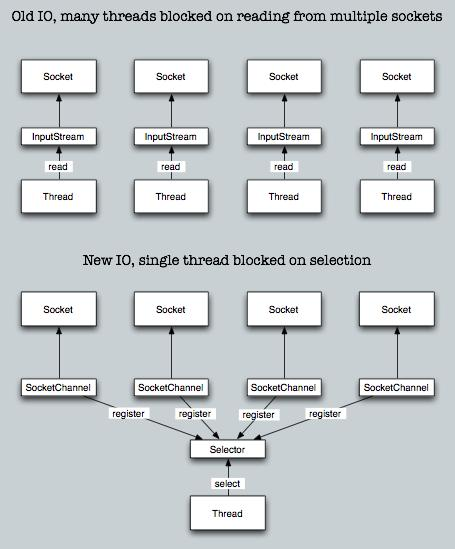 Old IO, many threads blocked on reading from multiple sockets
Socket Socket Socket Socket
InputStream InputStream InputStream InputStream
read read read read
Thread Thread Thread Thread
New IO, single thread blocked on selection
Socket Socket Socket Socket
SocketChannel SocketChannel SocketChannel SocketChannel
register register register register
Selector
select
Thread